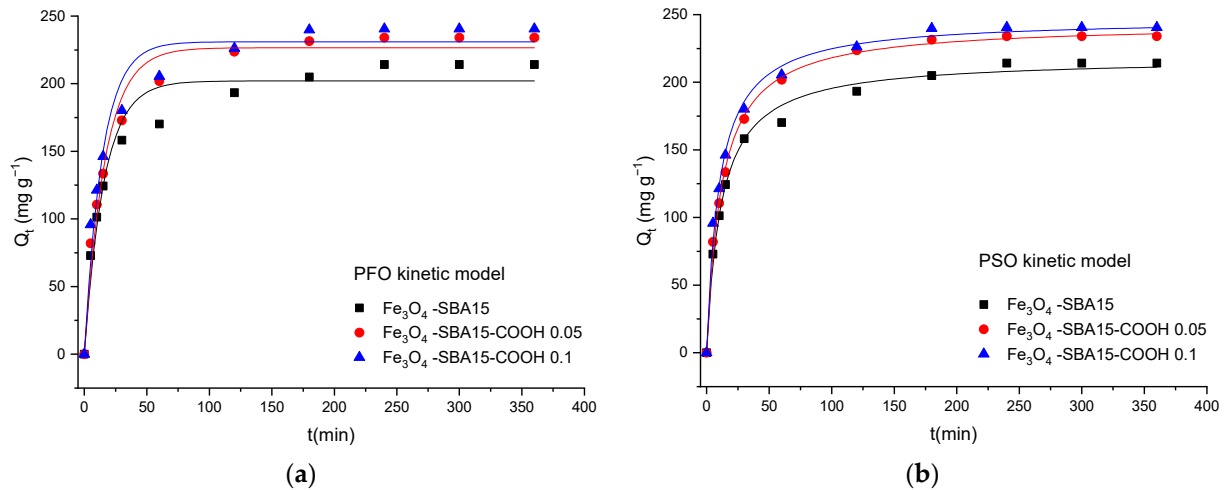 250
200
150
100
50
0
Qₜ (mg g⁻¹)
0 50 100 150 200 250 300 350 400
t(min)
PFO kinetic model
Fe₃O₄ -SBA15
Fe₃O₄ -SBA15-COOH 0.05
Fe₃O₄ -SBA15-COOH 0.1
(a)
250
200
150
100
50
0
Qₜ (mg g⁻¹)
0 50 100 150 200 250 300 350 400
t(min)
PSO kinetic model
Fe₃O₄ -SBA15
Fe₃O₄ -SBA15-COOH 0.05
Fe₃O₄ -SBA15-COOH 0.1
(b)